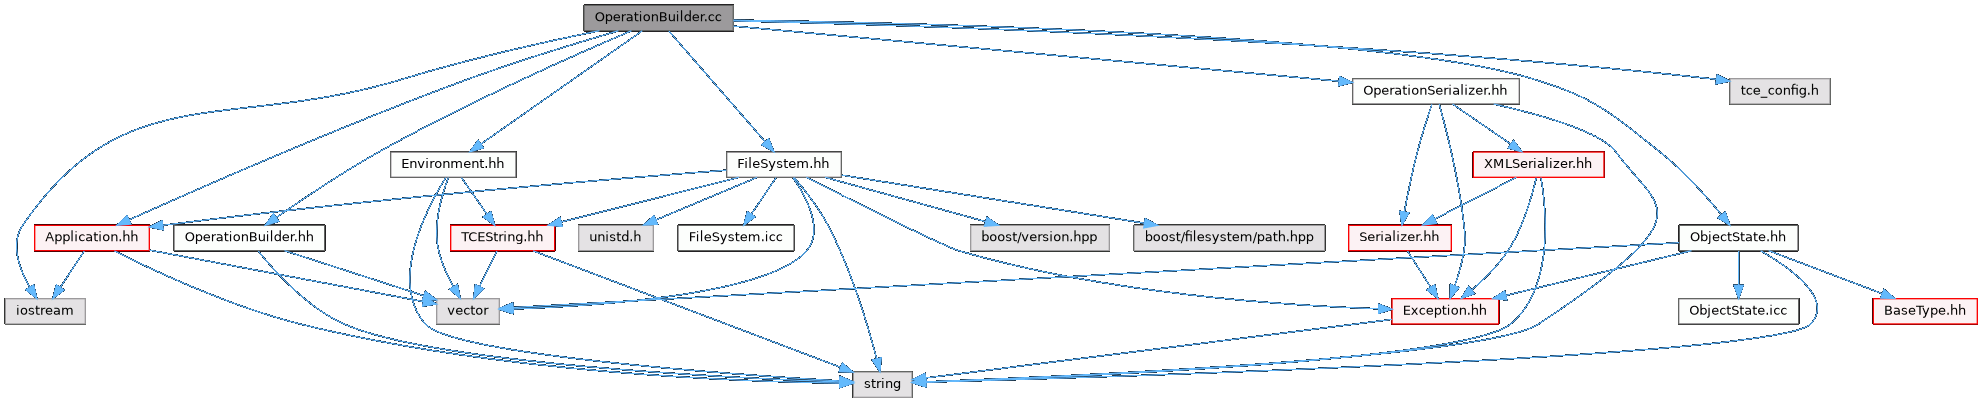 OperationBuilder.cc
OperationSerializer.hh
tce_config.h
Environment.hh
FileSystem.hh
XMLSerializer.hh
Application.hh
OperationBuilder.hh
TCEString.hh
unistd.h
FileSystem.icc
boost/version.hpp
boost/filesystem/path.hpp
Serializer.hh
ObjectState.hh
iostream
vector
Exception.hh
ObjectState.icc
BaseType.hh
string